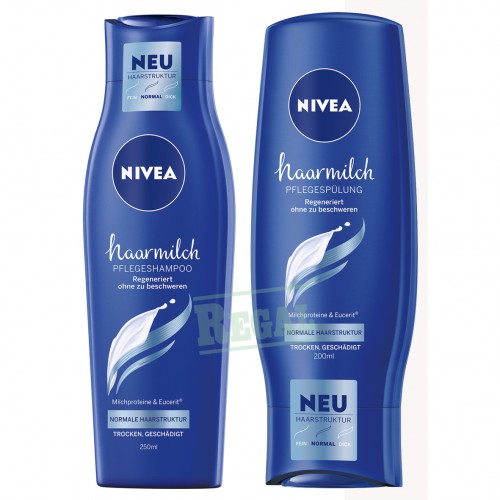 NEU
HAARSTRUKTUR
FEIN NORMAL DICK
NIVEA
haarmilch
PFLEGESHAMPOO
Regeneriert
ohne zu beschweren
Milchproteine & Eucerit®
NORMALE HAARSTRUKTUR
TROCKEN, GESCHÄDIGT
250ml
NIVEA
haarmilch
PFLEGESPÜLUNG
Regeneriert
ohne zu beschweren
Milchproteine & Eucerit®
NORMALE HAARSTRUKTUR
TROCKEN, GESCHÄDIGT
200ml
NEU
HAARSTRUKTUR
FEIN NORMAL DICK
REGAL